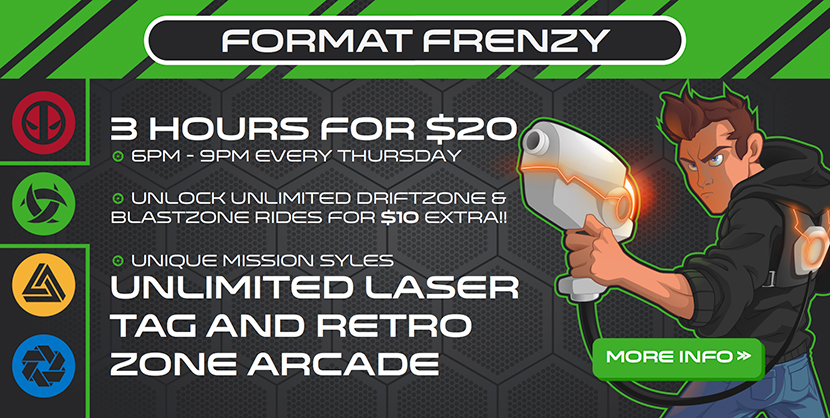 FORMAT FRENZY
3 HOURS FOR $20
6PM - 9PM EVERY THURSDAY
UNLOCK UNLIMITED DRIFTZONE &
BLASTZONE RIDES FOR $10 EXTRA!!
UNIQUE MISSION SYLES
UNLIMITED LASER
TAG AND RETRO
ZONE ARCADE
MORE INFO »